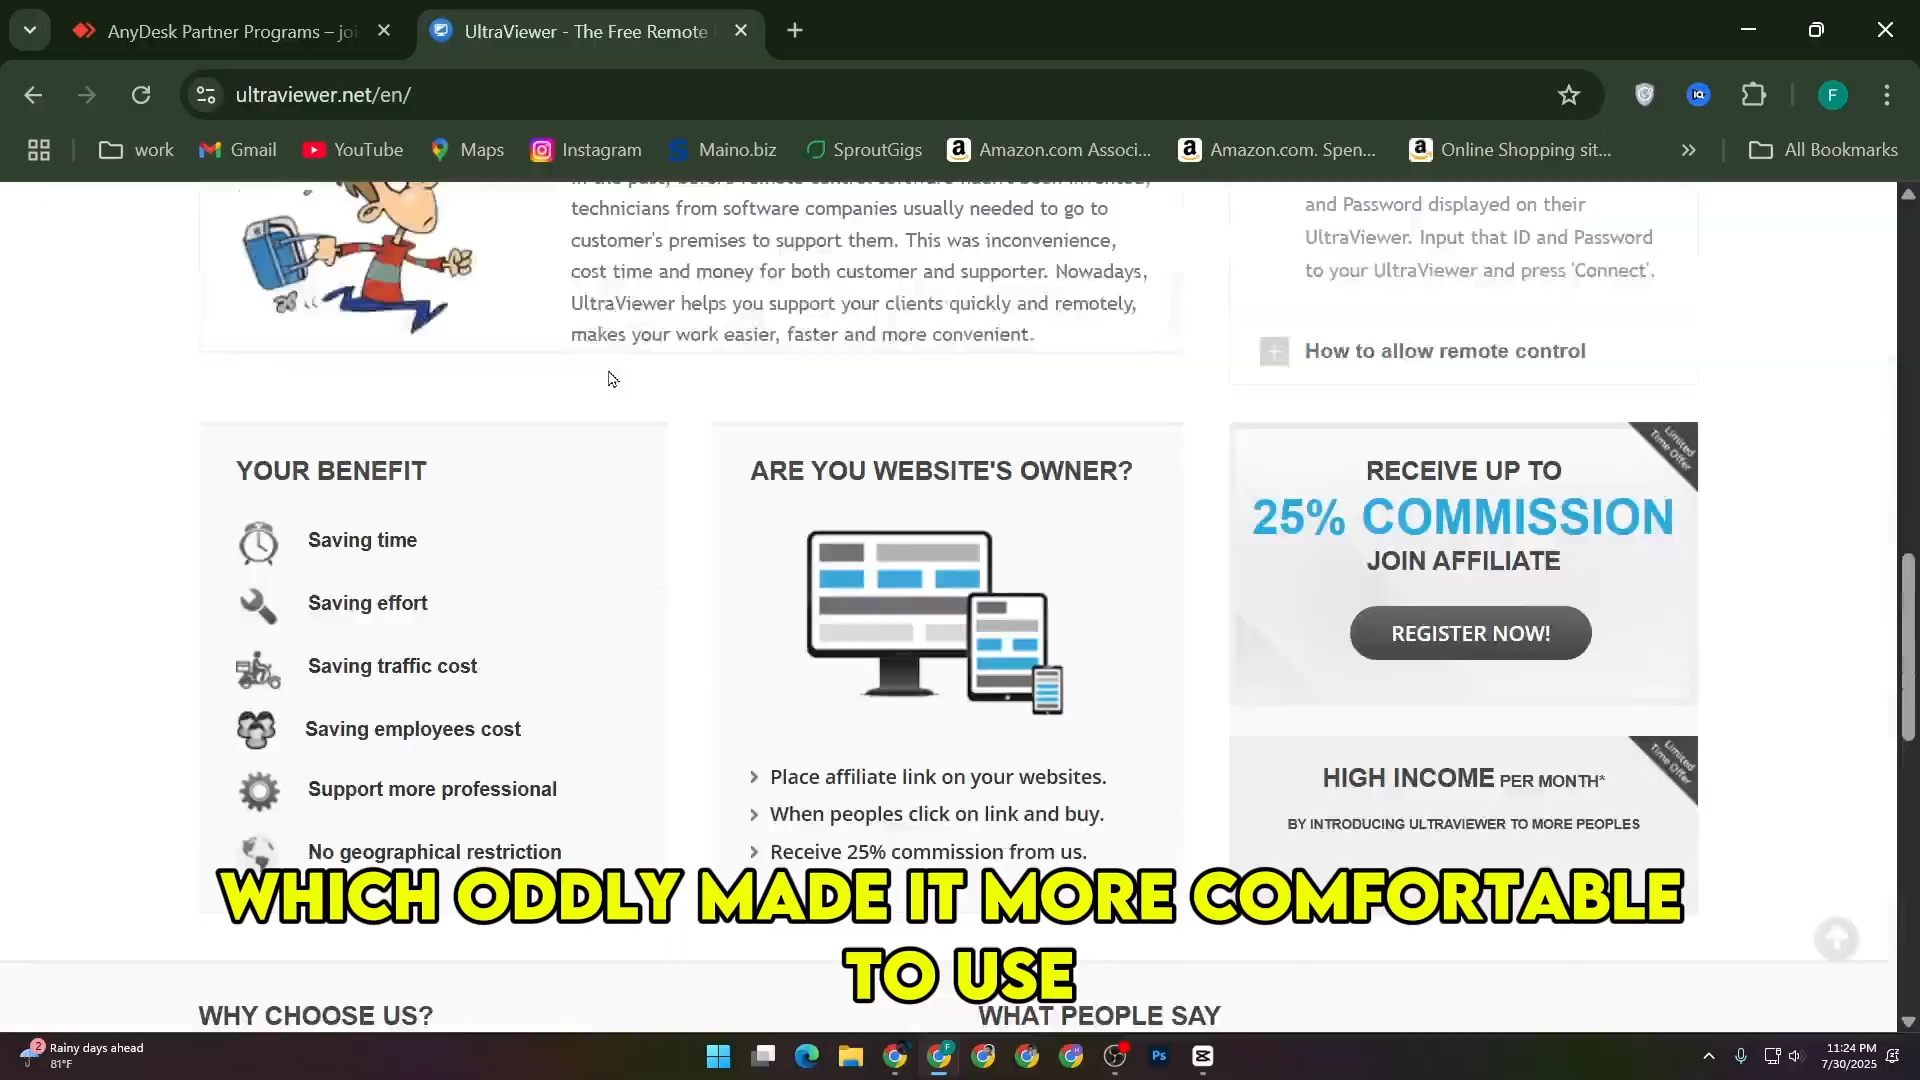 AnyDesk Partner Programs – joi
UltraViewer - The Free Remote
ultraviewer.net/en/
F
work
Gmail
YouTube
Maps
Instagram
Maino.biz
SproutGigs
Amazon.com Associ...
Amazon.com. Spen...
Online Shopping sit...
All Bookmarks
technicians from software companies usually needed to go to
customer's premises to support them. This was inconvenience,
cost time and money for both customer and supporter. Nowadays,
UltraViewer helps you support your clients quickly and remotely,
makes your work easier, faster and more convenient.
and Password displayed on their
UltraViewer. Input that ID and Password
to your UltraViewer and press 'Connect'.
How to allow remote control
YOUR BENEFIT
Saving time
Saving effort
Saving traffic cost
Saving employees cost
Support more professional
No geographical restriction
ARE YOU WEBSITE'S OWNER?
Place affiliate link on your websites.
When peoples click on link and buy.
Receive 25% commission from us.
Limited
Time Offer
RECEIVE UP TO
25% COMMISSION
JOIN AFFILIATE
REGISTER NOW!
Limited
Time Offer
HIGH INCOME PER MONTH*
BY INTRODUCING ULTRAVIEWER TO MORE PEOPLES
WHICH ODDLY MADE IT MORE COMFORTABLE
TO USE
WHY CHOOSE US?
WHAT PEOPLE SAY
2
Rainy days ahead
81°F
F
Ps
11:24 PM
7/30/2025